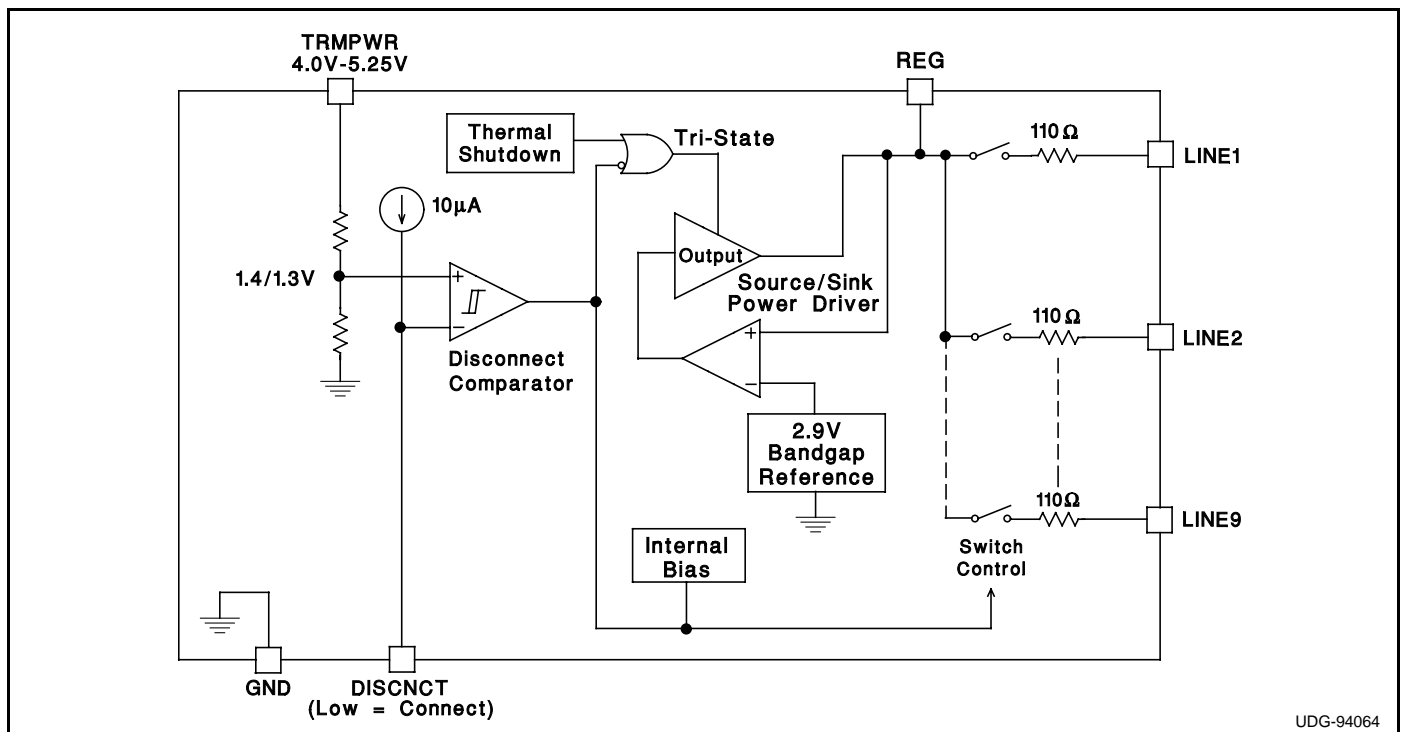 TRMPWR
4.0V-5.25V
REG
Thermal
Shutdown
Tri-State
110Ω
LINE1
10µA
Output
1.4/1.3V
+
−
Source/Sink
Power Driver
Disconnect
Comparator
+
−
110Ω
LINE2
2.9V
Bandgap
Reference
110Ω
LINE9
Internal
Bias
Switch
Control
GND
DISCNCT
(Low = Connect)
UDG-94064